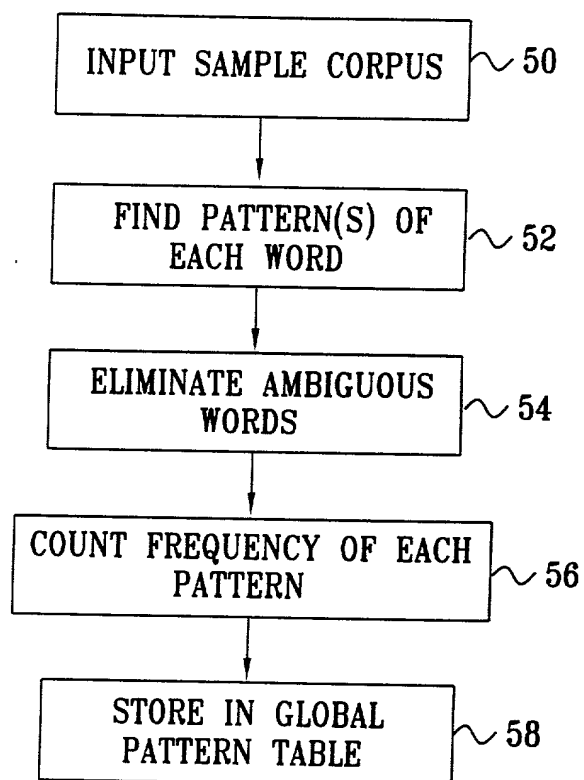 INPUT SAMPLE CORPUS
50
FIND PATTERN(S) OF
EACH WORD
52
ELIMINATE AMBIGUOUS
WORDS
54
COUNT FREQUENCY OF EACH
PATTERN
56
STORE IN GLOBAL
PATTERN TABLE
58